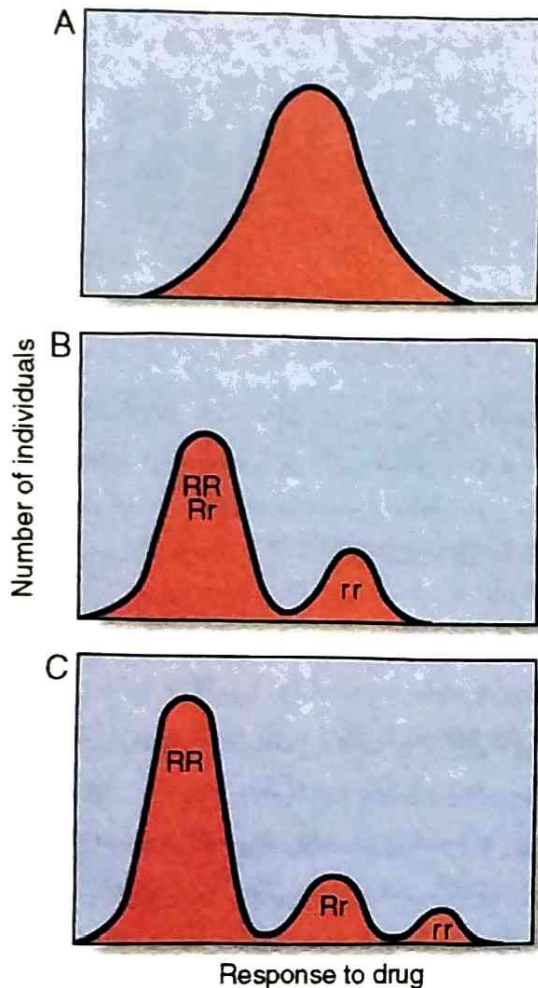 A
B
Number of individuals
RR
Rr
rr
C
RR
Rr
rr
Response to drug